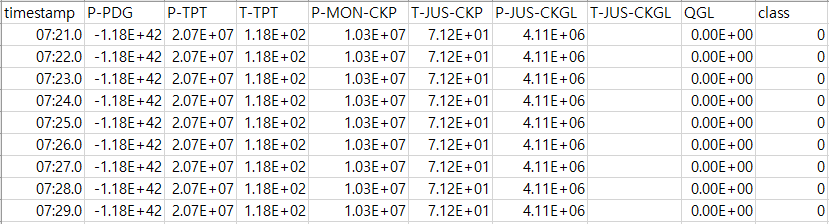 timestamp P-PDG P-TPT T-TPT P-MON-CKP T-JUS-CKP P-JUS-CKGL T-JUS-CKGL QGL class
07:21.0 -1.18E+42 2.07E+07 1.18E+02 1.03E+07 7.12E+01 4.11E+06 0.00E+00 0
07:22.0 -1.18E+42 2.07E+07 1.18E+02 1.03E+07 7.12E+01 4.11E+06 0.00E+00 0
07:23.0 -1.18E+42 2.07E+07 1.18E+02 1.03E+07 7.12E+01 4.11E+06 0.00E+00 0
07:24.0 -1.18E+42 2.07E+07 1.18E+02 1.03E+07 7.12E+01 4.11E+06 0.00E+00 0
07:25.0 -1.18E+42 2.07E+07 1.18E+02 1.03E+07 7.12E+01 4.11E+06 0.00E+00 0
07:26.0 -1.18E+42 2.07E+07 1.18E+02 1.03E+07 7.12E+01 4.11E+06 0.00E+00 0
07:27.0 -1.18E+42 2.07E+07 1.18E+02 1.03E+07 7.12E+01 4.11E+06 0.00E+00 0
07:28.0 -1.18E+42 2.07E+07 1.18E+02 1.03E+07 7.12E+01 4.11E+06 0.00E+00 0
07:29.0 -1.18E+42 2.07E+07 1.18E+02 1.03E+07 7.12E+01 4.11E+06 0.00E+00 0